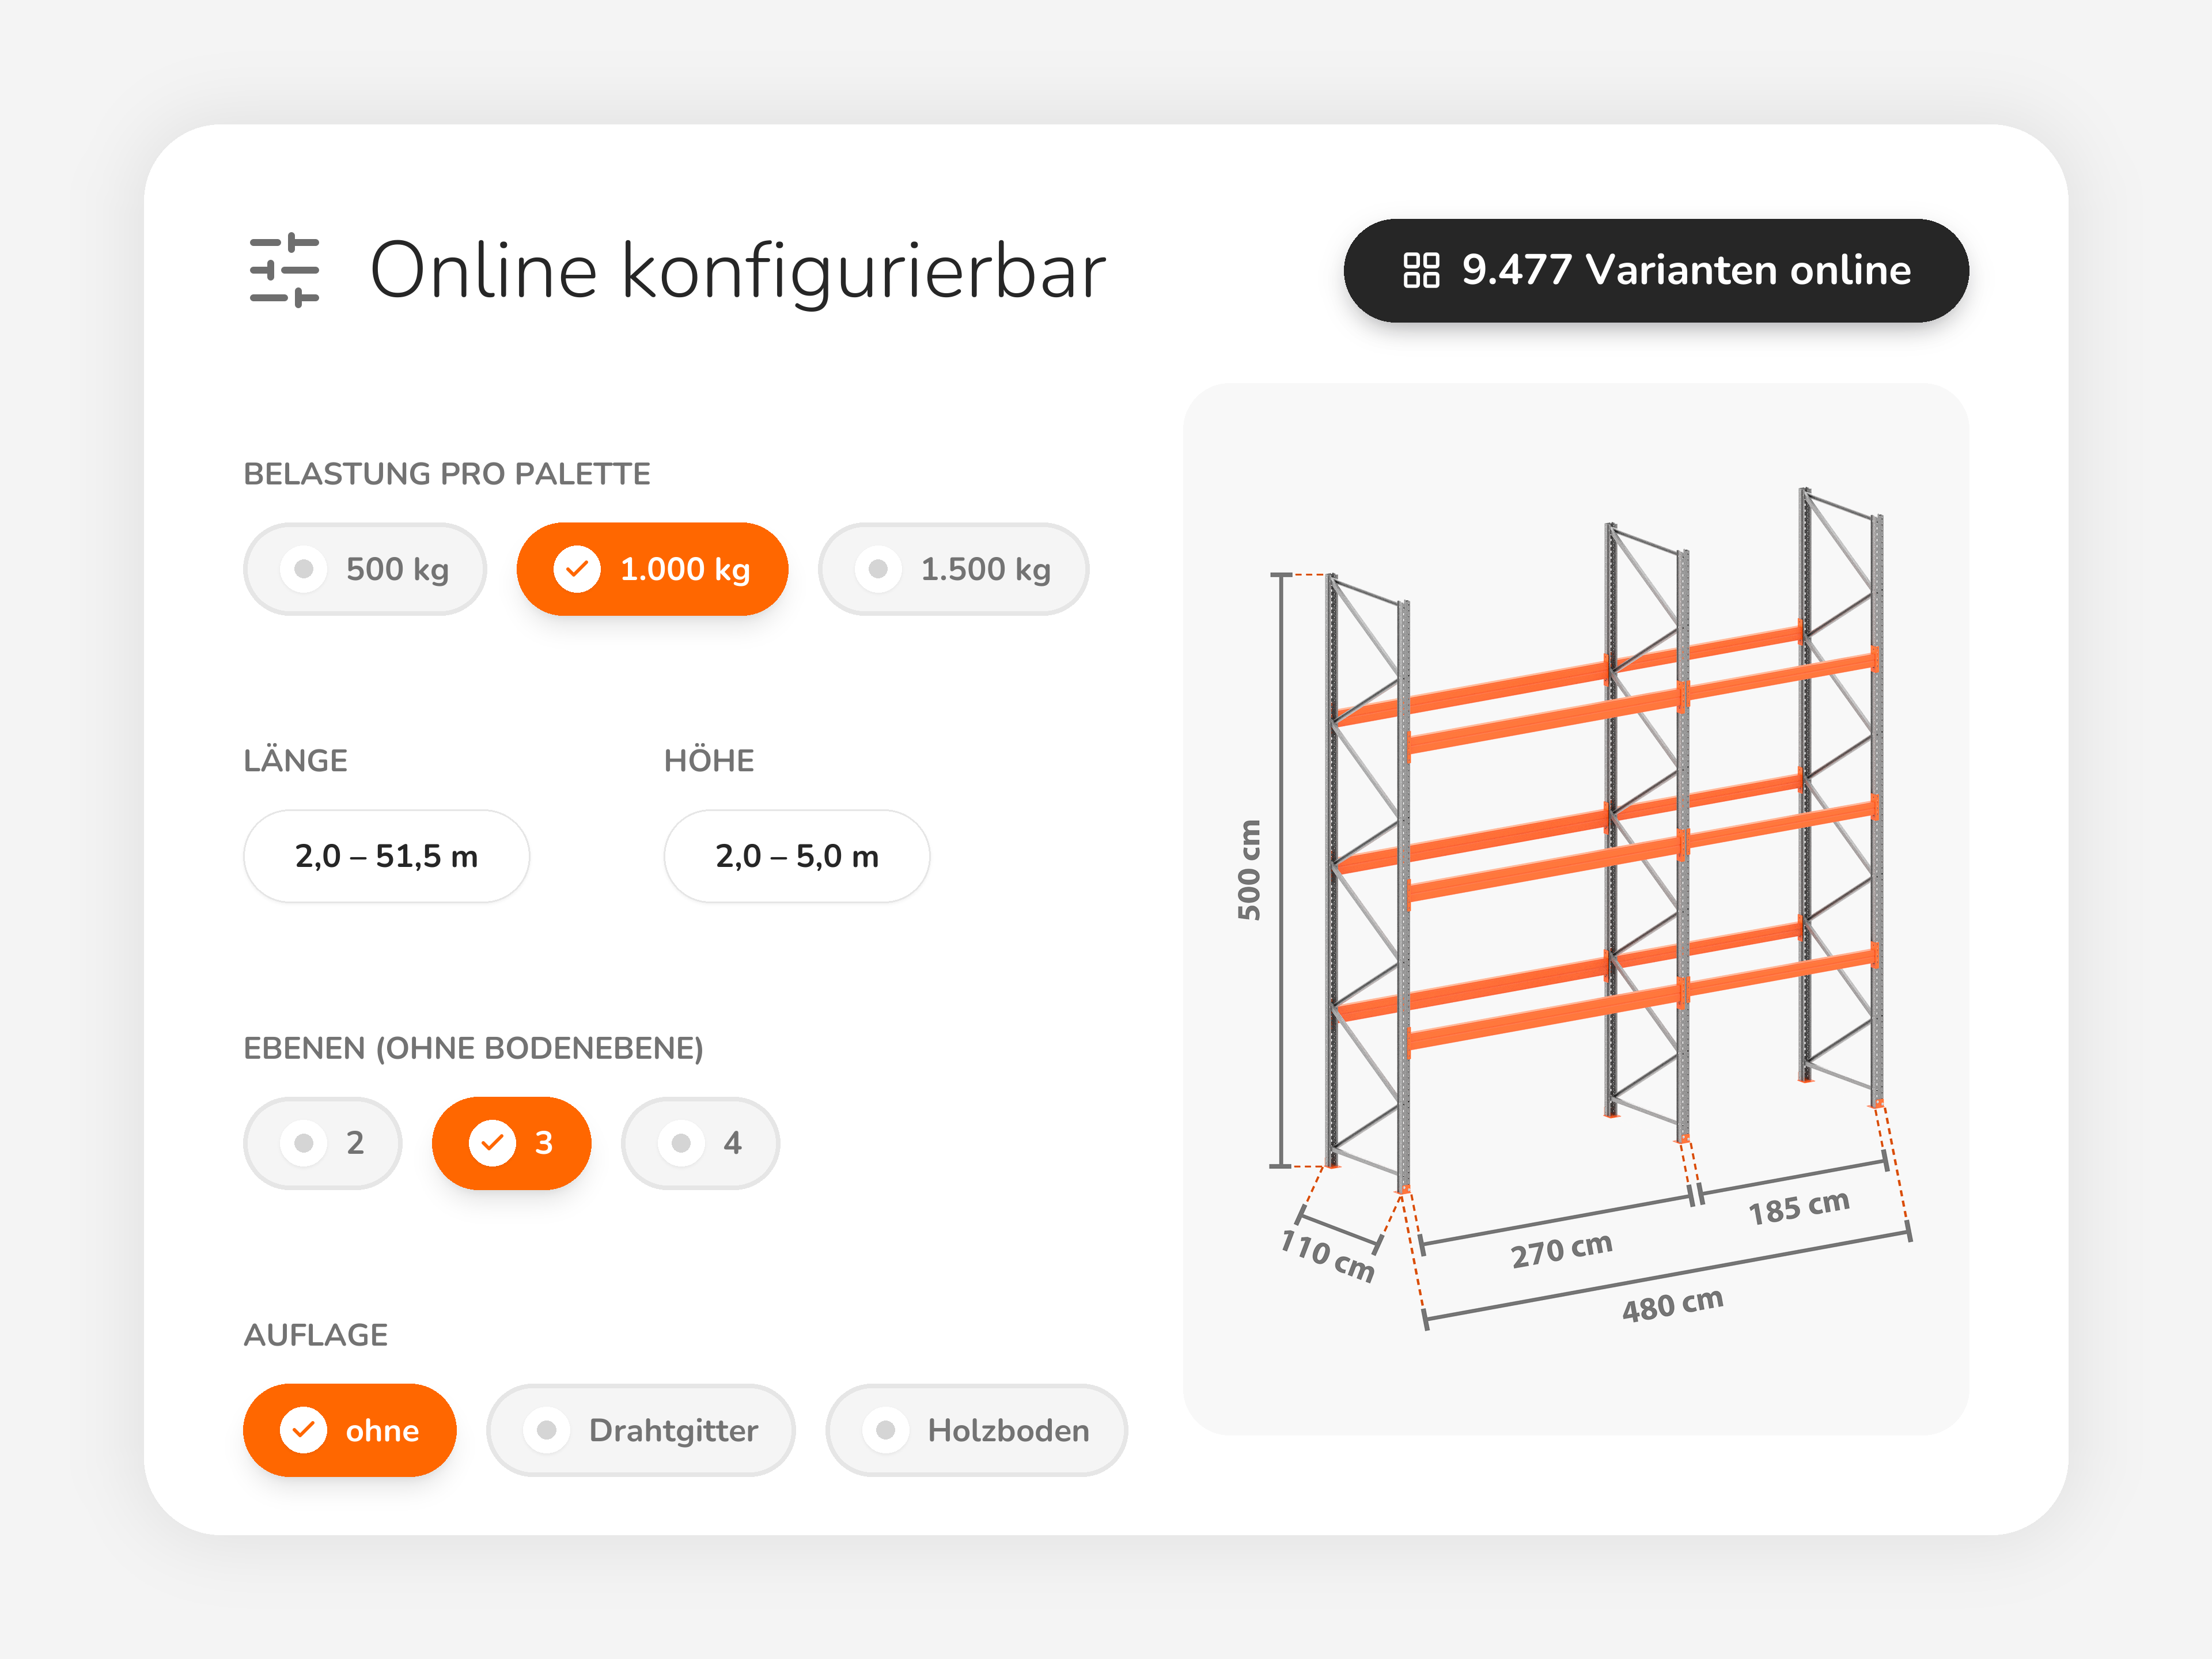 Online konfigurierbar
9.477 Varianten online
BELASTUNG PRO PALETTE
500 kg
1.000 kg
1.500 kg
LÄNGE
HÖHE
2,0 – 51,5 m
2,0 – 5,0 m
EBENEN (OHNE BODENEBENE)
2
3
4
AUFLAGE
ohne
Drahtgitter
Holzboden
500 cm
110 cm
270 cm
185 cm
480 cm